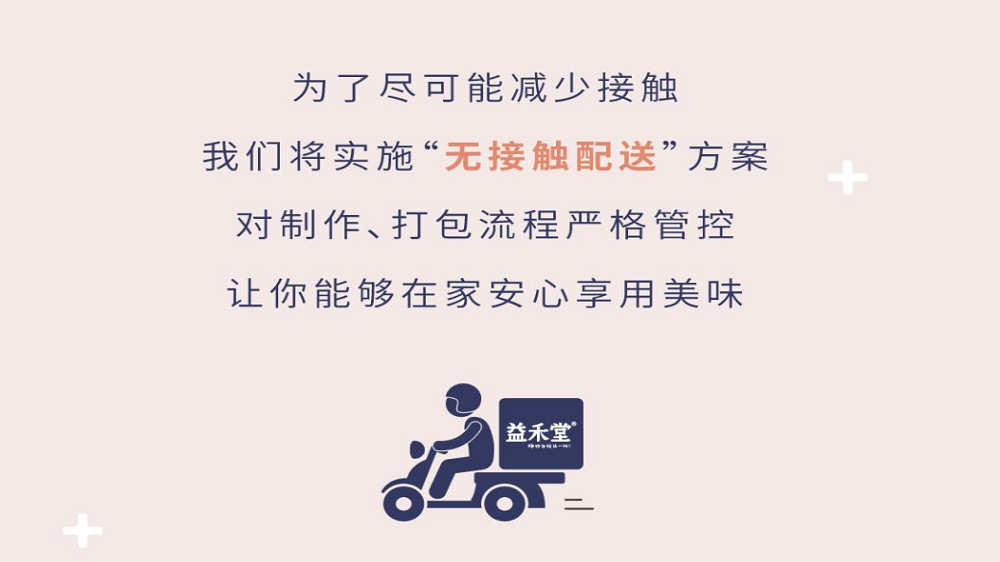 为了尽可能减少接触
我们将实施“无接触配送”方案
对制作、打包流程严格管控
让你能够在家安心享用美味
益禾堂®